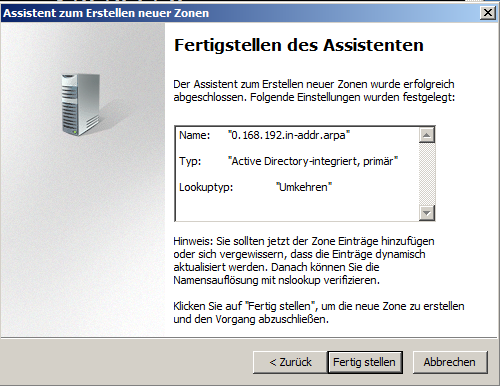 Assistent zum Erstellen neuer Zonen
Fertigstellen des Assistenten
Der Assistent zum Erstellen neuer Zonen wurde erfolgreich
abgeschlossen. Folgende Einstellungen wurden festgelegt:
Name: "0.168.192.in-addr.arpa"
Typ: "Active Directory-integriert, primär"
Lookuptyp: "Umkehren"
Hinweis: Sie sollten jetzt der Zone Einträge hinzufügen
oder sich vergewissern, dass die Einträge dynamisch
aktualisiert werden. Danach können Sie die
Namensauflösung mit nslookup verifizieren.
Klicken Sie auf "Fertig stellen", um die neue Zone zu erstellen
und den Vorgang abzuschließen.
< Zurück Fertig stellen Abbrechen